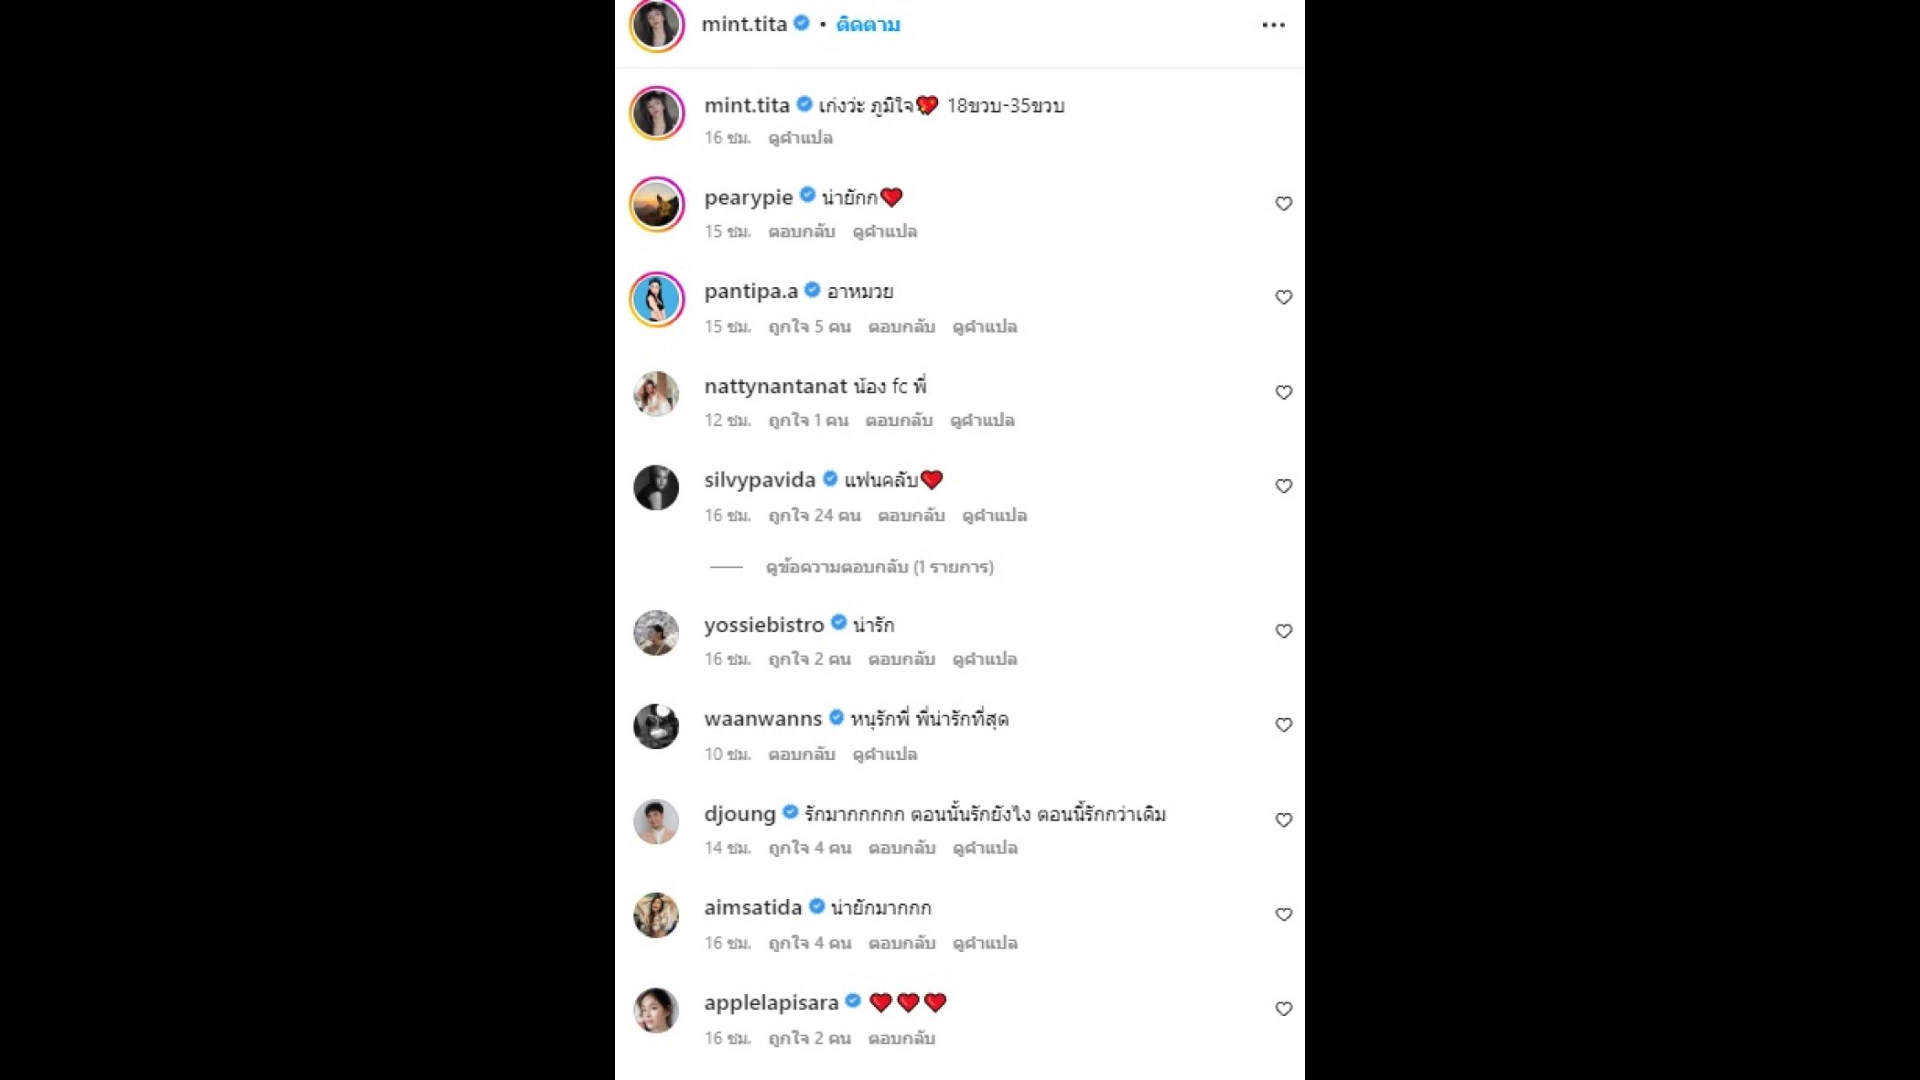 mint.tita • ติดตาม
mint.tita เก่งว่ะ ภูมิใจ 18ขวบ-35ขวบ
16 ชม. ดูคำแปล
pearypie น่ายักก
15 ชม. ตอบกลับ ดูคำแปล
pantipa.a อาหมวย
15 ชม. ถูกใจ 5 คน ตอบกลับ ดูคำแปล
nattynantanat น้อง fc พี่
12 ชม. ถูกใจ 1 คน ตอบกลับ ดูคำแปล
silvypavida แฟนคลับ
16 ชม. ถูกใจ 24 คน ตอบกลับ ดูคำแปล
ดูข้อความตอบกลับ (1 รายการ)
yossiebistro น่ารัก
16 ชม. ถูกใจ 2 คน ตอบกลับ ดูคำแปล
waanwanns หนุรักพี่ พี่น่ารักที่สุด
10 ชม. ตอบกลับ ดูคำแปล
djoung รักมากกกกก ตอนนั้นรักยังไง ตอนนี้รักกว่าเดิม
14 ชม. ถูกใจ 4 คน ตอบกลับ ดูคำแปล
aimsatida น่ายักมากกก
16 ชม. ถูกใจ 4 คน ตอบกลับ ดูคำแปล
applelapisara
16 ชม. ถูกใจ 2 คน ตอบกลับ